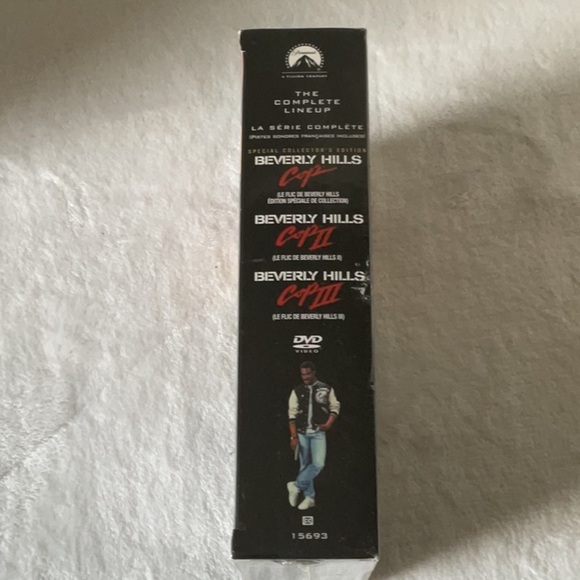 Paramount
A VIACOM COMPANY
THE
COMPLETE
LINEUP
LA SÉRIE COMPLÈTE
(PISTES SONORES FRANÇAISES INCLUSES)
SPECIAL COLLECTOR'S EDITION
BEVERLY HILLS
Cop
(LE FLIC DE BEVERLY HILLS
ÉDITION SPÉCIALE DE COLLECTION)
BEVERLY HILLS
Cop II
(LE FLIC DE BEVERLY HILLS II)
BEVERLY HILLS
Cop III
(LE FLIC DE BEVERLY HILLS III)
DVD
VIDEO
15693